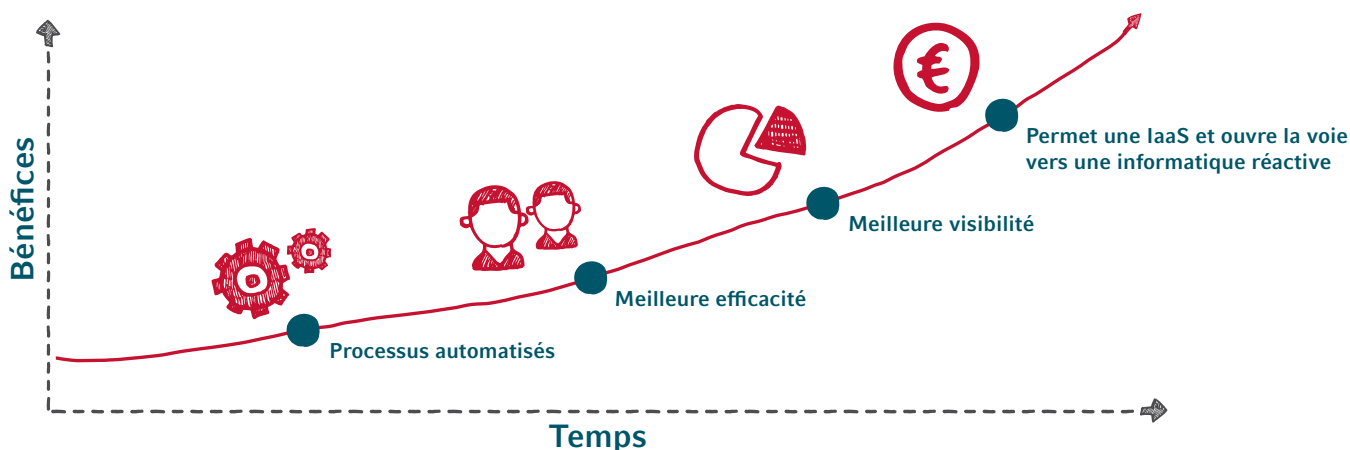 Bénéfices
€
Permet une IaaS et ouvre la voie
vers une informatique réactive
Meilleure visibilité
Meilleure efficacité
Processus automatisés
Temps